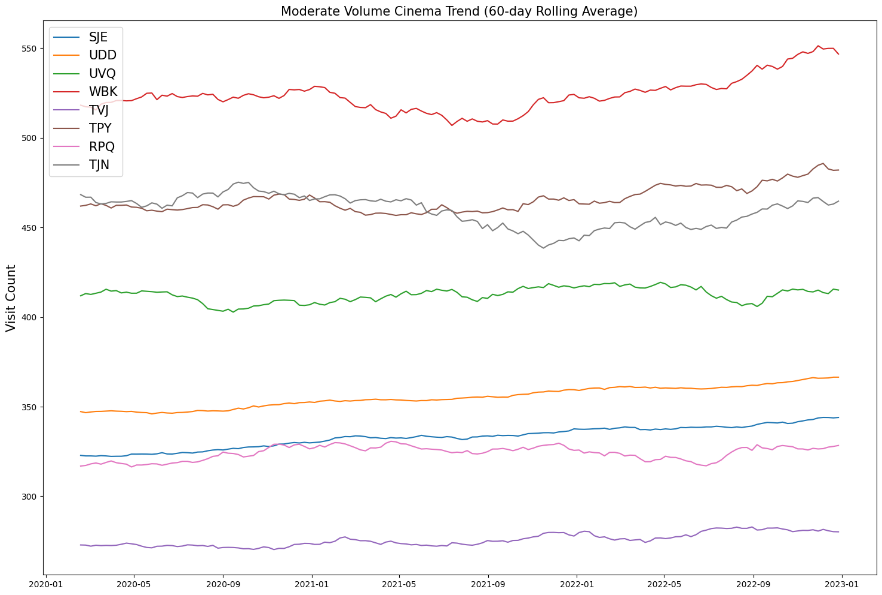 Moderate Volume Cinema Trend (60-day Rolling Average)
SJE
UDD
UVQ
WBK
TVJ
TPY
RPQ
TJN
Visit Count
550
500
450
400
350
300
2020-01
2020-05
2020-09
2021-01
2021-05
2021-09
2022-01
2022-05
2022-09
2023-01